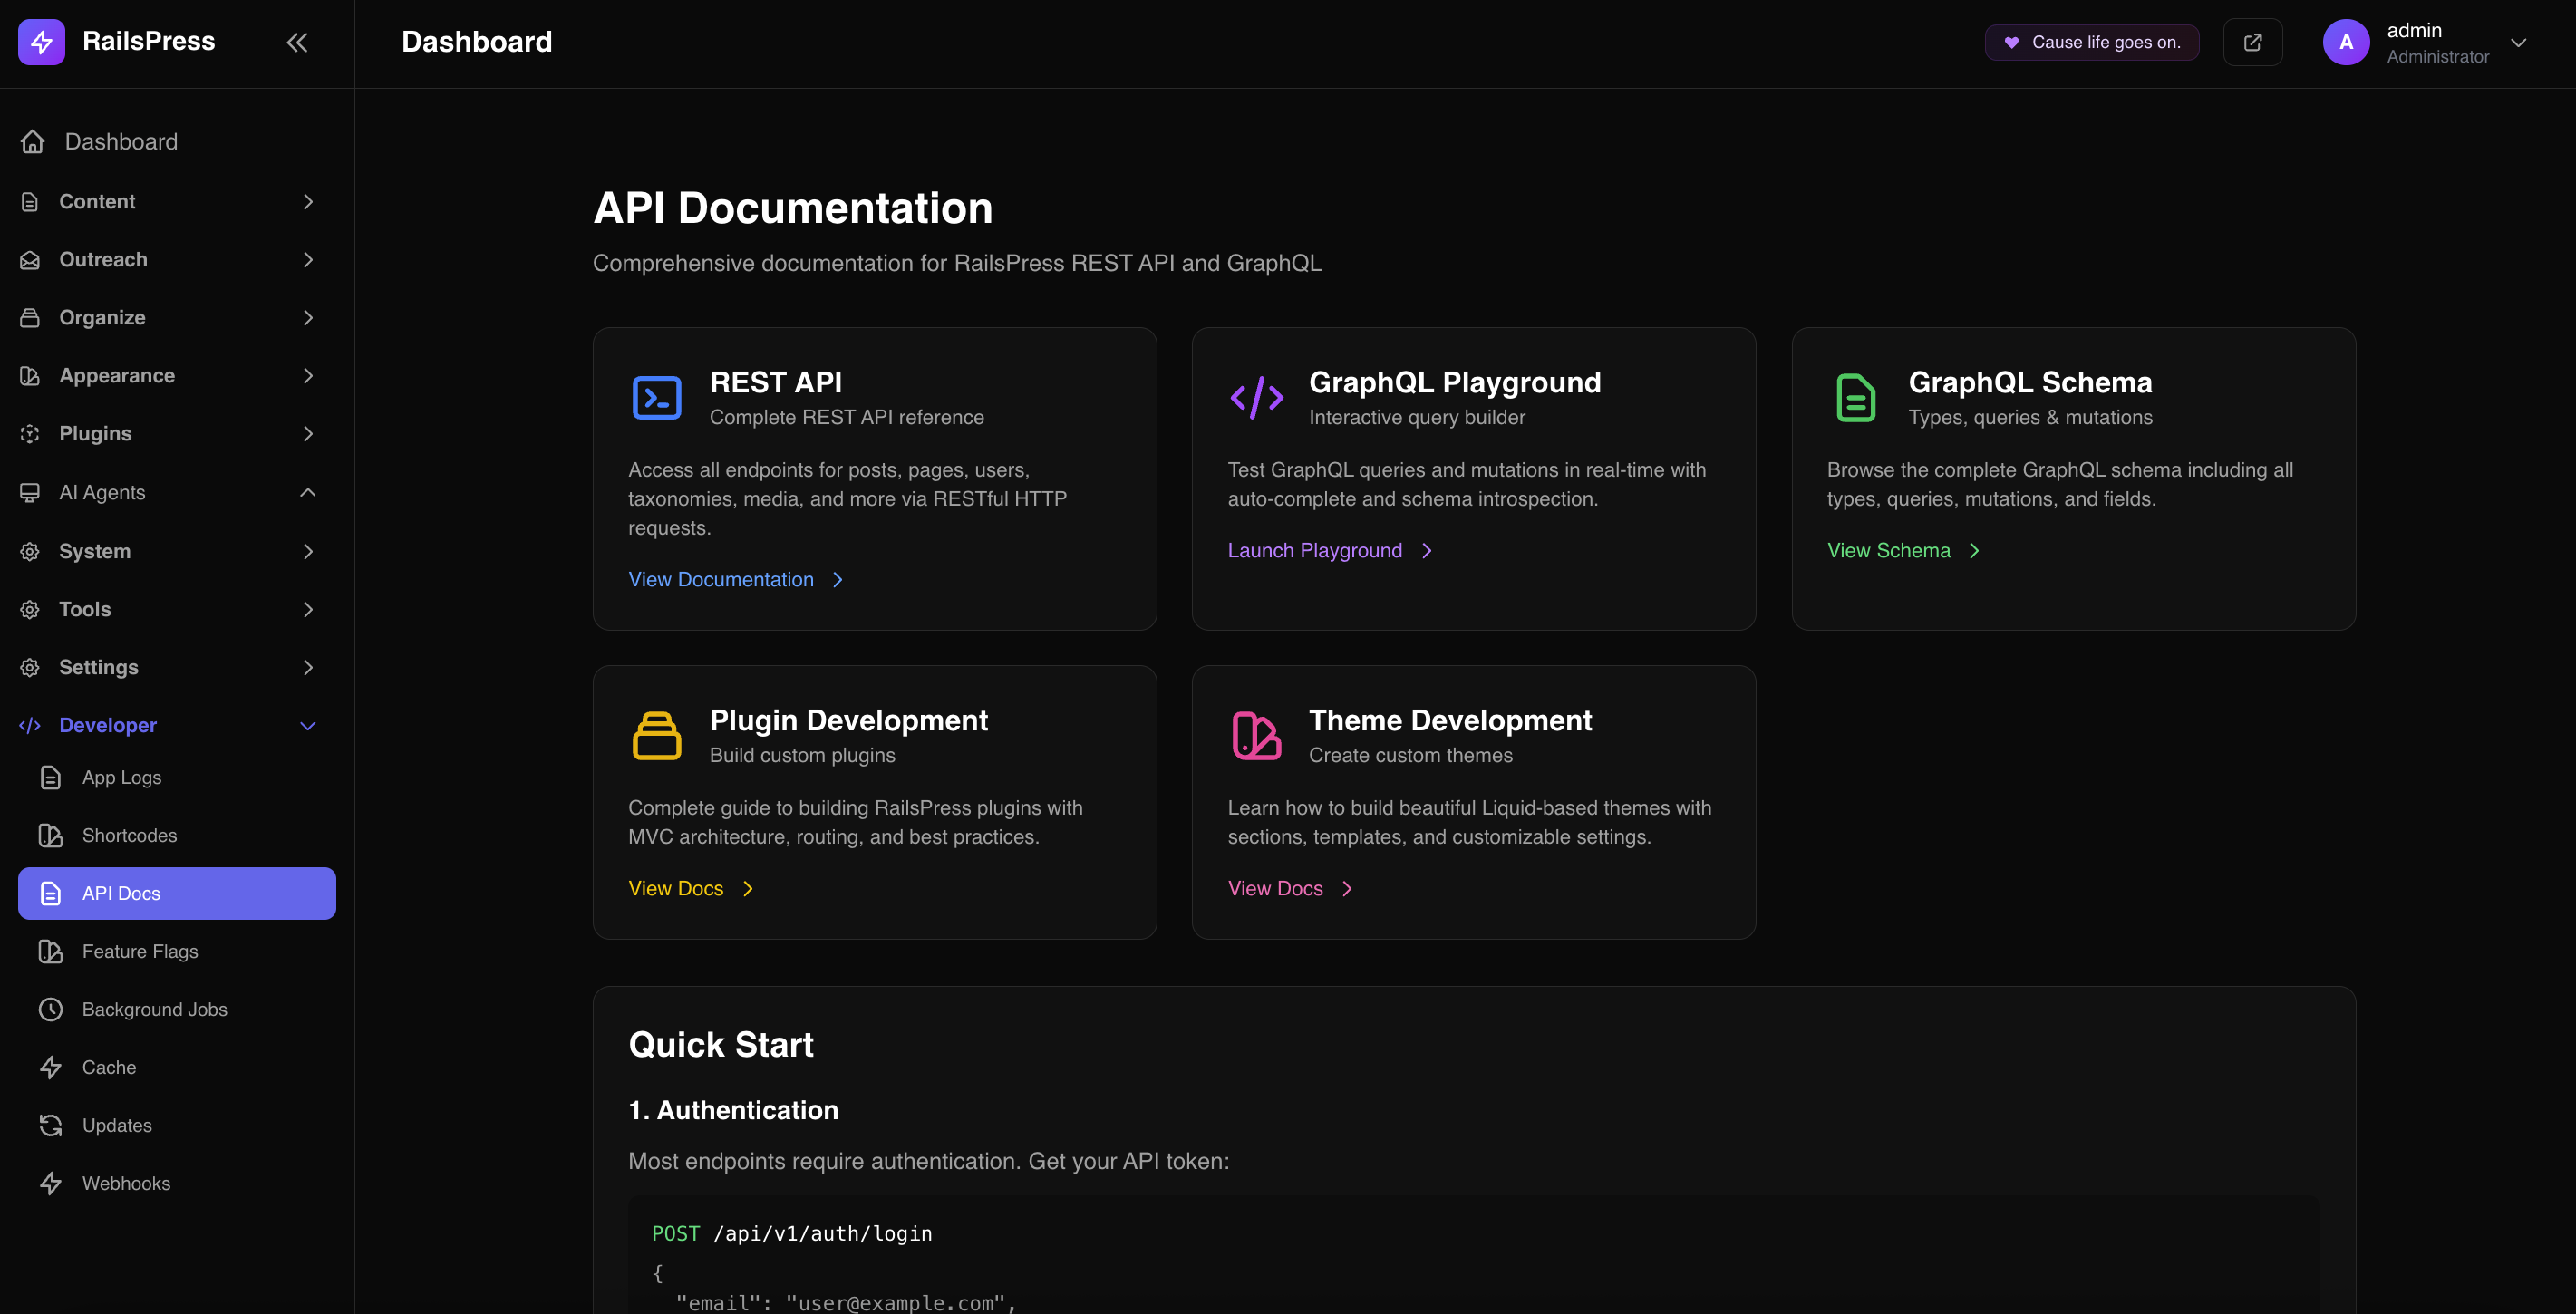 RailsPress
Dashboard
Cause life goes on.
A
admin
Administrator
Dashboard
Content
Outreach
Organize
Appearance
Plugins
AI Agents
System
Tools
Settings
Developer
App Logs
Shortcodes
API Docs
Feature Flags
Background Jobs
Cache
Updates
Webhooks
API Documentation
Comprehensive documentation for RailsPress REST API and GraphQL
REST API
Complete REST API reference
Access all endpoints for posts, pages, users,
taxonomies, media, and more via RESTful HTTP
requests.
View Documentation
GraphQL Playground
Interactive query builder
Test GraphQL queries and mutations in real-time with
auto-complete and schema introspection.
Launch Playground
GraphQL Schema
Types, queries & mutations
Browse the complete GraphQL schema including all
types, queries, mutations, and fields.
View Schema
Plugin Development
Build custom plugins
Complete guide to building RailsPress plugins with
MVC architecture, routing, and best practices.
View Docs
Theme Development
Create custom themes
Learn how to build beautiful Liquid-based themes with
sections, templates, and customizable settings.
View Docs
Quick Start
1. Authentication
Most endpoints require authentication. Get your API token:
POST /api/v1/auth/login
{
"email": "user@example.com",